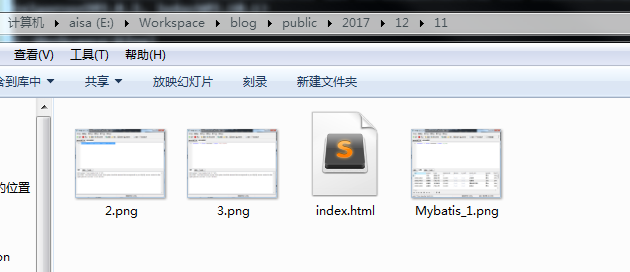 计算机 ▸ aisa (E:) ▸ Workspace ▸ blog ▸ public ▸ 2017 ▸ 12 ▸ 11
查看(V) 工具(T) 帮助(H)
含到库中 共享 放映幻灯片 刻录 新建文件夹
的位置
2.png 3.png index.html Mybatis_1.png
on